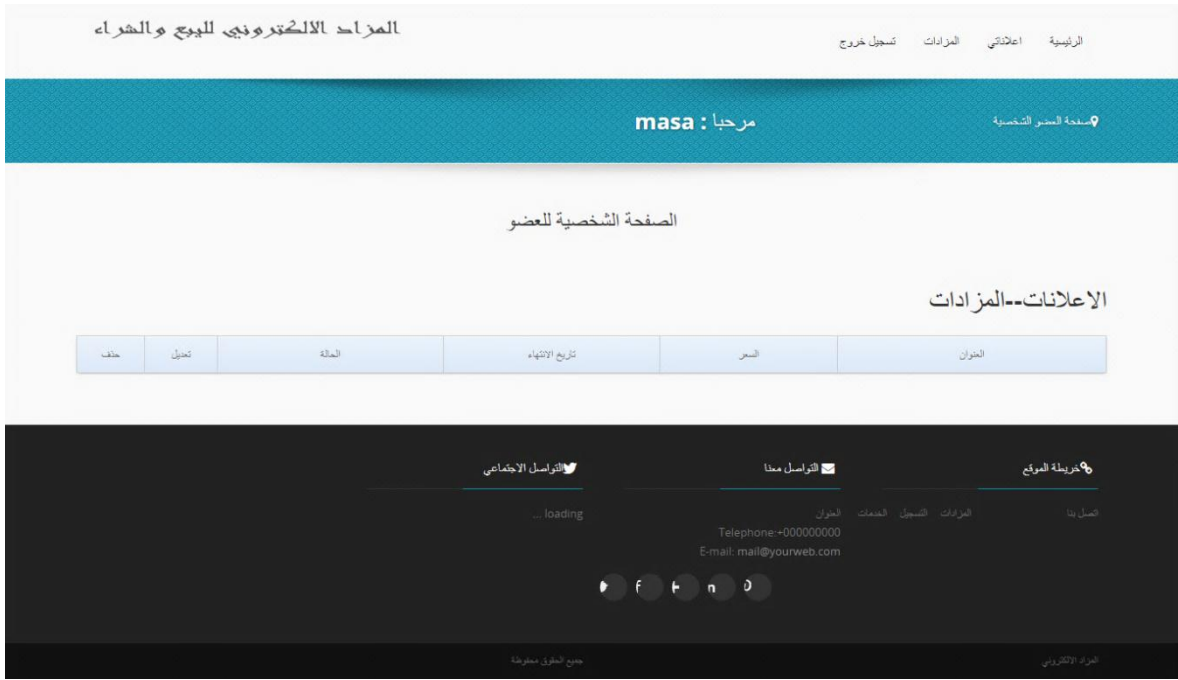 المزاد الالكتروني للبيع والشراء
الرئيسية اعلاناتي المزادات تسجيل خروج
صفحة العضو الشخصية
مرحبا : masa
الصفحة الشخصية للعضو
الاعلانات--المزادات
العنوان السعر تاريخ الانتهاء الحالة تعديل حذف
خريطة الموقع
اتصل بنا المزادات التسجيل الخدمات
التواصل معنا
العنوان
Telephone:+000000000
E-mail: mail@yourweb.com
التواصل الاجتماعي
loading ...
المزاد الالكتروني
جميع الحقوق محفوظة